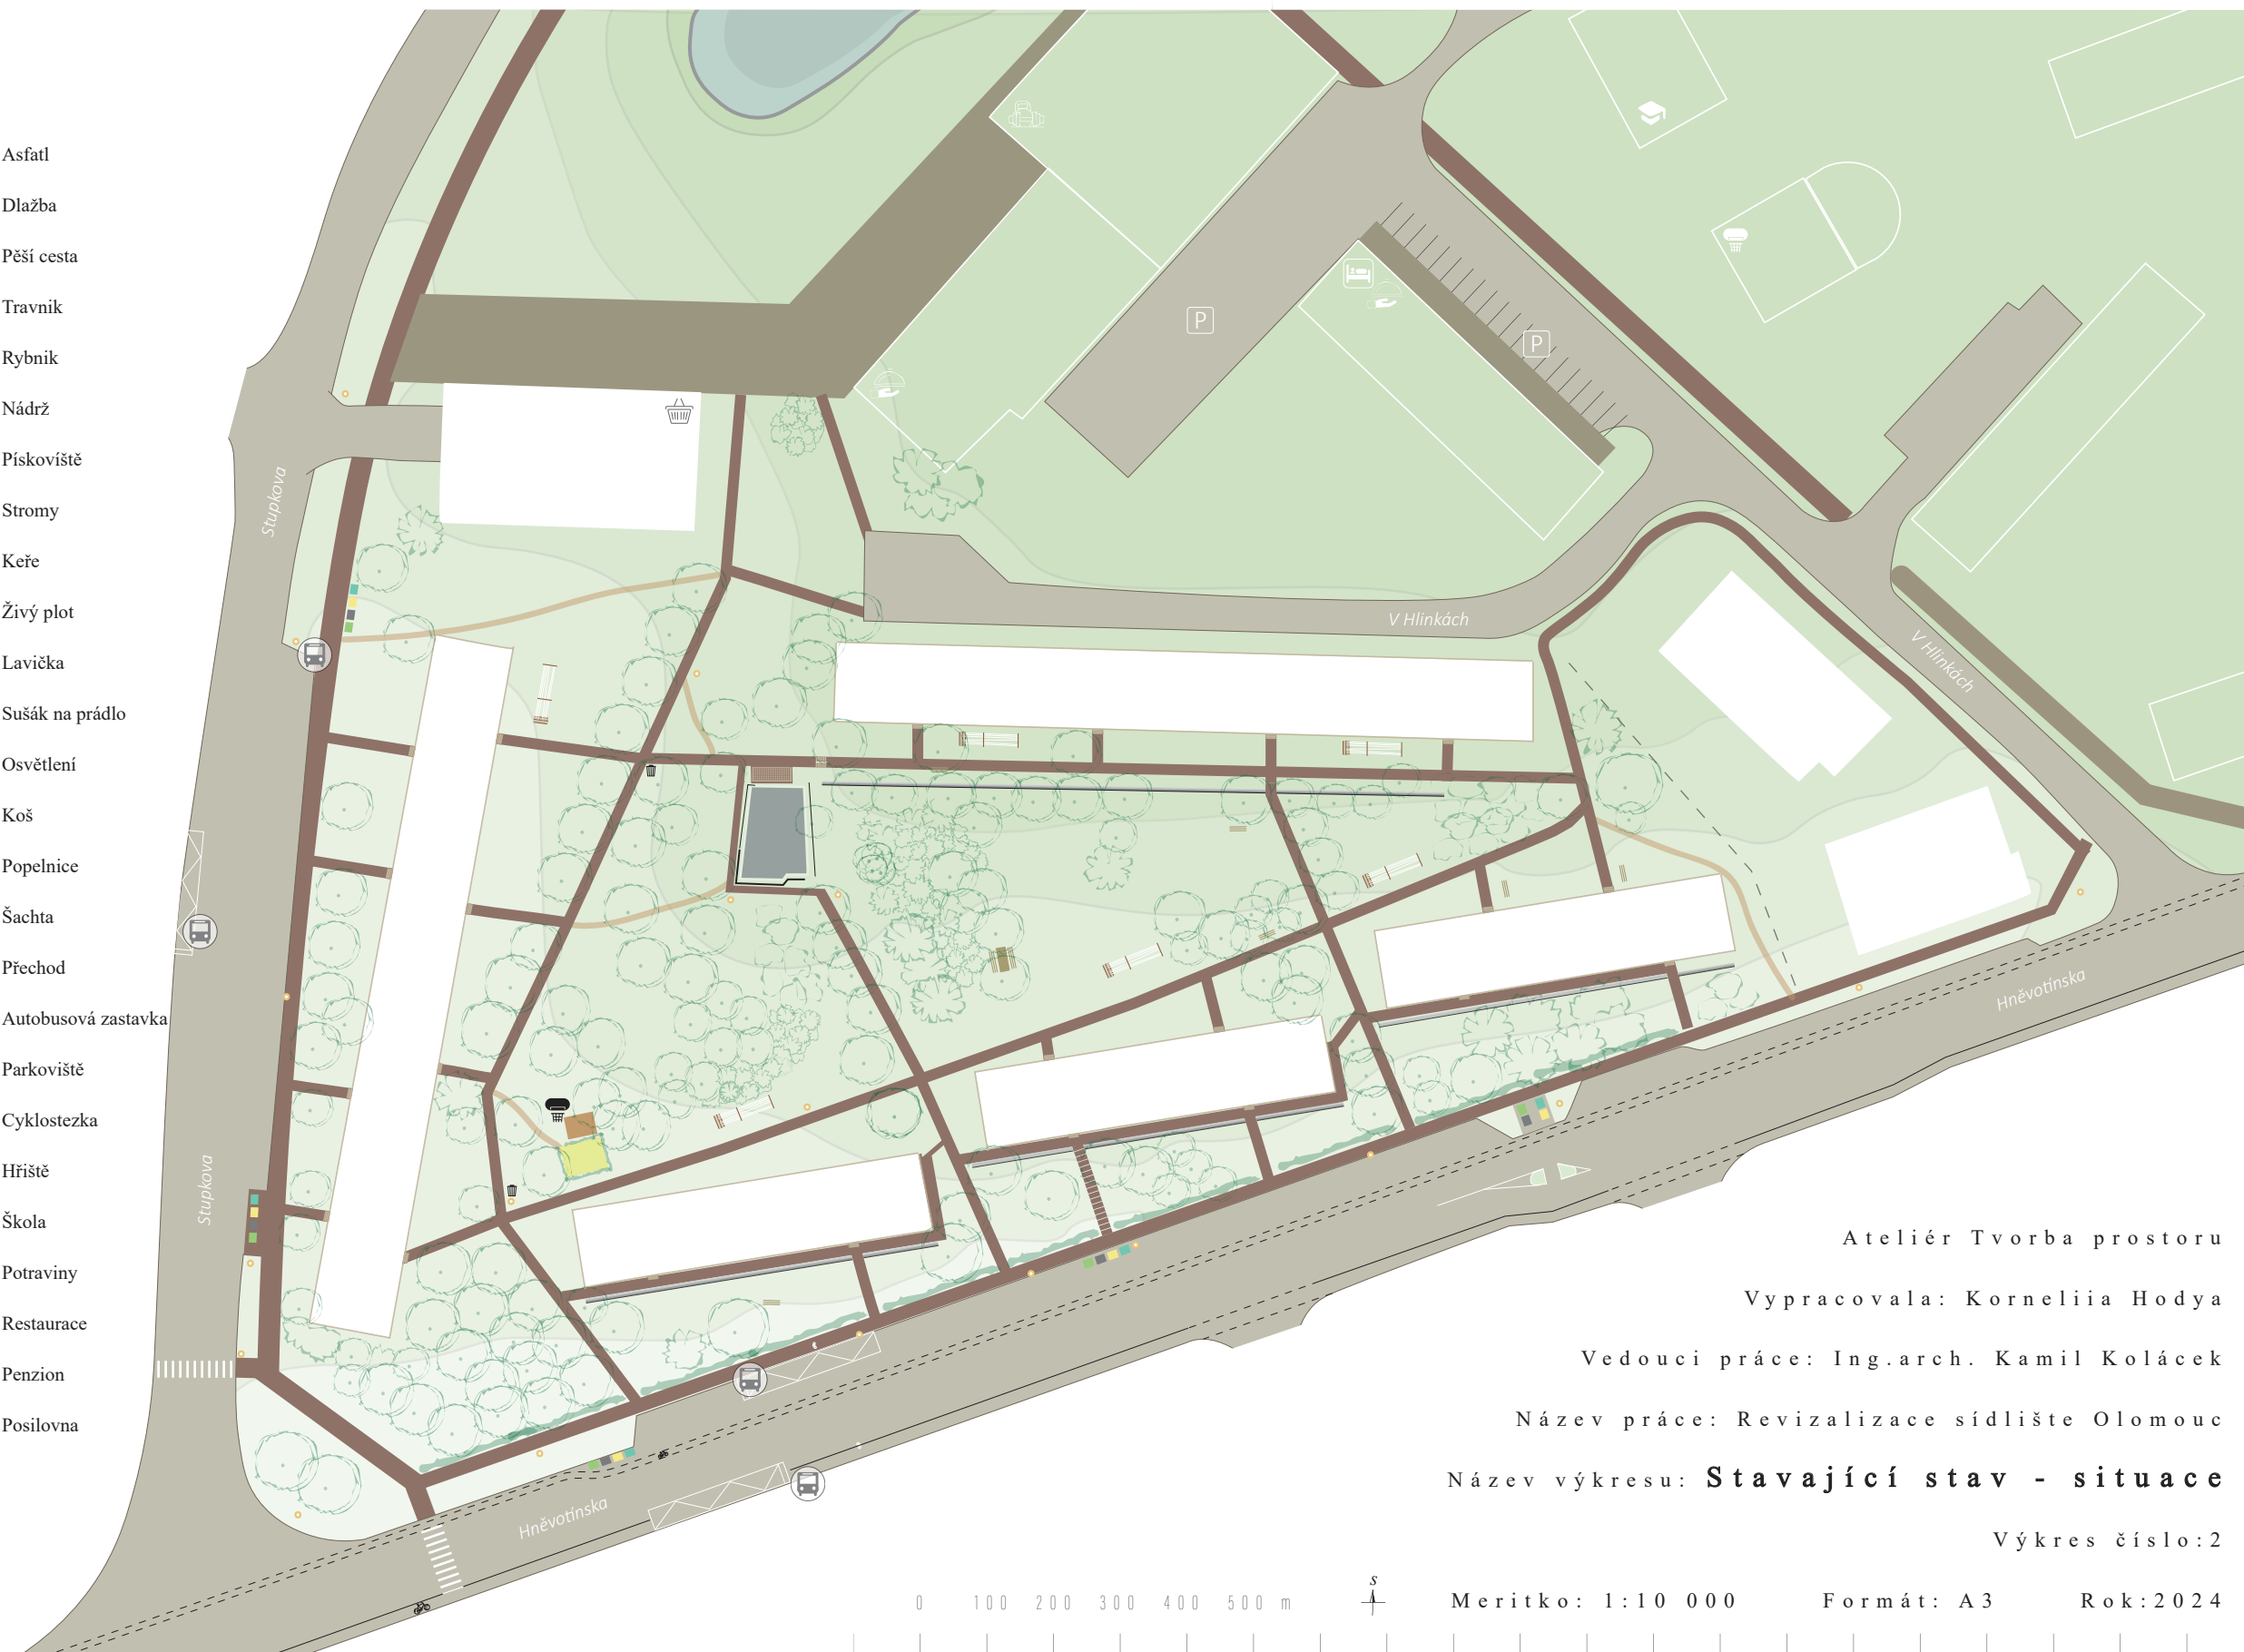 Asfatl
Dlažba
Pěší cesta
Travnik
Rybnik
Nádrž
Pískovíště
Stromy
Keře
Živý plot
Lavička
Sušák na prádlo
Osvětlení
Koš
Popelnice
Šachta
Přechod
Autobusová zastavka
Parkoviště
Cyklostezka
Hřiště
Škola
Potraviny
Restaurace
Penzion
Posilovna
P
P
Stupkova
V Hlinkách
V Hlinkách
Hněvotínska
Stupkova
Hněvotínska
Ateliér Tvorba prostoru
Vypracovala: Korneliia Hodya
Vedouci práce: Ing.arch. Kamil Kolácek
Název práce: Revizalizace sídlište Olomouc
Název výkresu: Stavající stav - situace
Výkres číslo:2
0 100 200 300 400 500 m
S
Meritko: 1:10 000 Formát: A3 Rok:2024